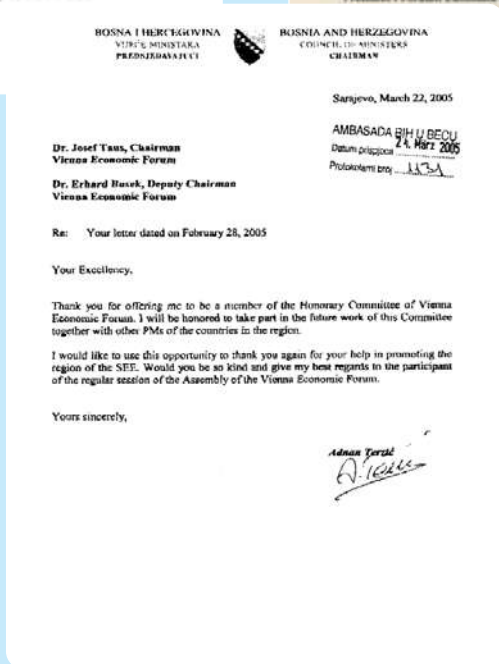 BOSNA I HERCEGOVINA
VIJEĆE MINISTARA
PREDSJEDAVAJUĆI
BOSNIA AND HERZEGOVINA
COUNCIL OF MINISTERS
CHAIRMAN
Sarajevo, March 22, 2005
AMBASADA BIH U BECU
Datum prispjeca 24. März 2005
Protokolarni broj 1131
Dr. Josef Taus, Chairman
Vienna Economic Forum
Dr. Erhard Busek, Deputy Chairman
Vienna Economic Forum
Re: Your letter dated on February 28, 2005
Your Excellency,
Thank you for offering me to be a member of the Honorary Committee of Vienna
Economic Forum. I will be honored to take part in the future work of this Committee
together with other PMs of the countries in the region.
I would like to use this opportunity to thank you again for your help in promoting the
region of the SEE. Would you be so kind and give my best regards to the participant
of the regular session of the Assembly of the Vienna Economic Forum.
Yours sincerely,
Adnan Terzić
A. Terzić